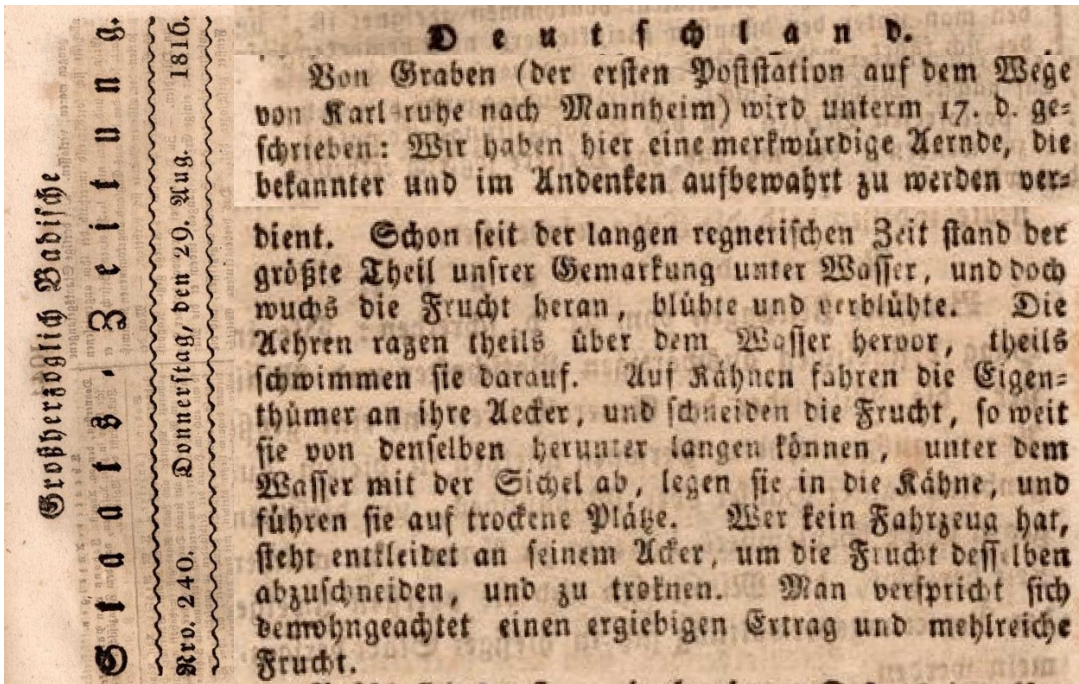 Großherzoglich Badische
Staats-Zeitung.
Nro. 240. Donnerstag, den 29. Aug. 1816.
Deutschland.
Von Graben (der ersten Poststation auf dem Wege
von Karlsruhe nach Mannheim) wird unterm 17. d. ge=
schrieben: Wir haben hier eine merkwürdige Aernde, die
bekannter und im Andenken aufbewahrt zu werden ver=
dient. Schon seit der langen regnerischen Zeit stand der
größte Theil unsrer Gemarkung unter Wasser, und doch
wuchs die Frucht heran, blühte und verblühte. Die
Aehren ragen theils über dem Wasser hervor, theils
schwimmen sie darauf. Auf Kähnen fahren die Eigen=
thümer an ihre Aecker, und schneiden die Frucht, so weit
sie von denselben herunter langen können, unter dem
Wasser mit der Sichel ab, legen sie in die Kähne, und
führen sie auf trockene Plätze. Wer kein Fahrzeug hat,
steht entkleidet an seinem Acker, um die Frucht desselben
abzuschneiden, und zu troknen. Man verspricht sich
demohngeachtet einen ergiebigen Ertrag und mehlreiche
Frucht.